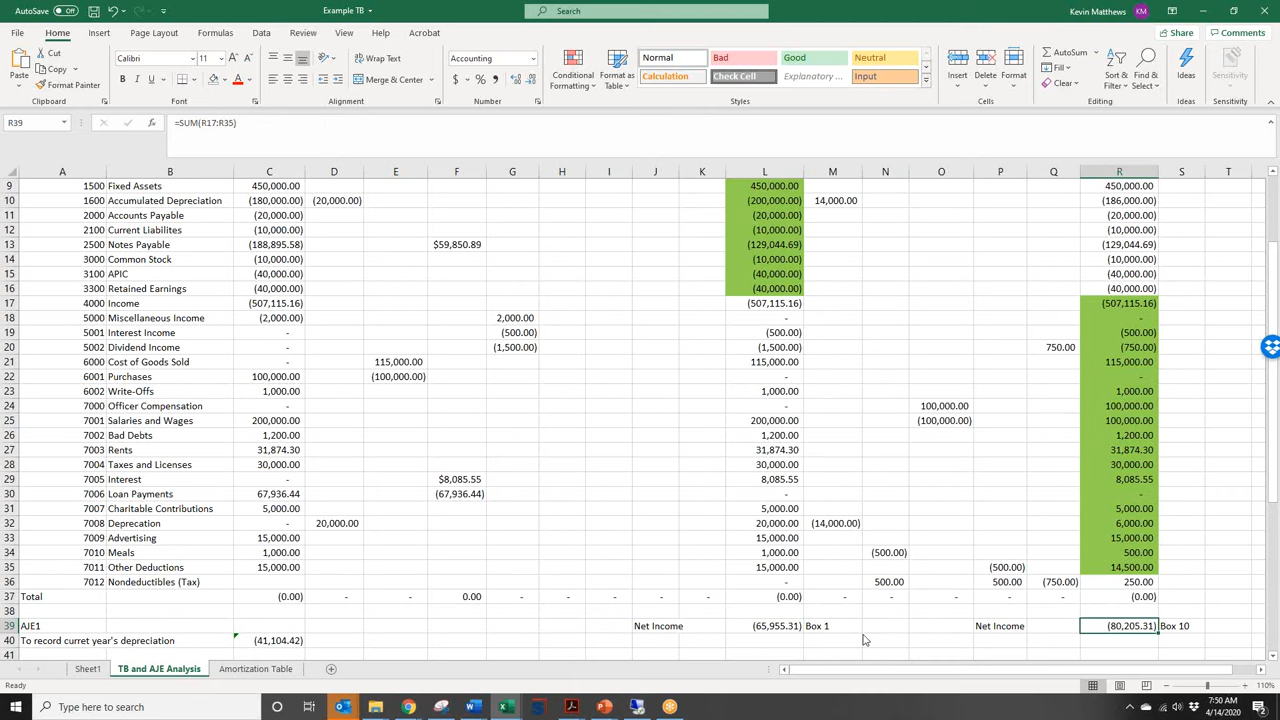 AutoSave Off Example TB Search Kevin Matthews KM
File Home Insert Page Layout Formulas Data Review View Help Acrobat Share Comments
Paste Cut Copy Format Painter Clipboard
Calibri 11 A A B I U A Font
Wrap Text Merge & Center Alignment
Accounting $ % , Number
Conditional Formatting Format as Table Normal Bad Good Neutral Calculation Check Cell Explanatory ... Input Styles
Insert Delete Format Cells
AutoSum Fill Clear Sort & Filter Find & Select Editing
Ideas Ideas Sensitivity Sensitivity
R39 fx =SUM(R17:R35)
A B C D E F G H I J K L M N O P Q R S T
9 1500 Fixed Assets 450,000.00 450,000.00 450,000.00
10 1600 Accumulated Depreciation (180,000.00) (20,000.00) (200,000.00) 14,000.00 (186,000.00)
11 2000 Accounts Payable (20,000.00) (20,000.00) (20,000.00)
12 2100 Current Liabilites (10,000.00) (10,000.00) (10,000.00)
13 2500 Notes Payable (188,895.58) $59,850.89 (129,044.69) (129,044.69)
14 3000 Common Stock (10,000.00) (10,000.00) (10,000.00)
15 3100 APIC (40,000.00) (40,000.00) (40,000.00)
16 3300 Retained Earnings (40,000.00) (40,000.00) (40,000.00)
17 4000 Income (507,115.16) (507,115.16) (507,115.16)
18 5000 Miscellaneous Income (2,000.00) 2,000.00 - -
19 5001 Interest Income - (500.00) (500.00) (500.00)
20 5002 Dividend Income - (1,500.00) (1,500.00) 750.00 (750.00)
21 6000 Cost of Goods Sold - 115,000.00 115,000.00 115,000.00
22 6001 Purchases 100,000.00 (100,000.00) - -
23 6002 Write-Offs 1,000.00 1,000.00 1,000.00
24 7000 Officer Compensation - - 100,000.00 100,000.00
25 7001 Salaries and Wages 200,000.00 200,000.00 (100,000.00) 100,000.00
26 7002 Bad Debts 1,200.00 1,200.00 1,200.00
27 7003 Rents 31,874.30 31,874.30 31,874.30
28 7004 Taxes and Licenses 30,000.00 30,000.00 30,000.00
29 7005 Interest - $8,085.55 8,085.55 8,085.55
30 7006 Loan Payments 67,936.44 (67,936.44) - -
31 7007 Charitable Contributions 5,000.00 5,000.00 5,000.00
32 7008 Deprecation - 20,000.00 20,000.00 (14,000.00) 6,000.00
33 7009 Advertising 15,000.00 15,000.00 15,000.00
34 7010 Meals 1,000.00 1,000.00 (500.00) 500.00
35 7011 Other Deductions 15,000.00 15,000.00 (500.00) 14,500.00
36 7012 Nondeductibles (Tax) - 500.00 500.00 (750.00) 250.00
37 Total (0.00) - - 0.00 - - - - - (0.00) - - - - - (0.00)
38
39 AJE1 Net Income (65,955.31) Box 1 Net Income (80,205.31) Box 10
40 To record curret year's depreciation (41,104.42)
41
Sheet1 TB and AJE Analysis Amortization Table
Ready 100%
Type here to search 7:50 AM
4/14/2020 2